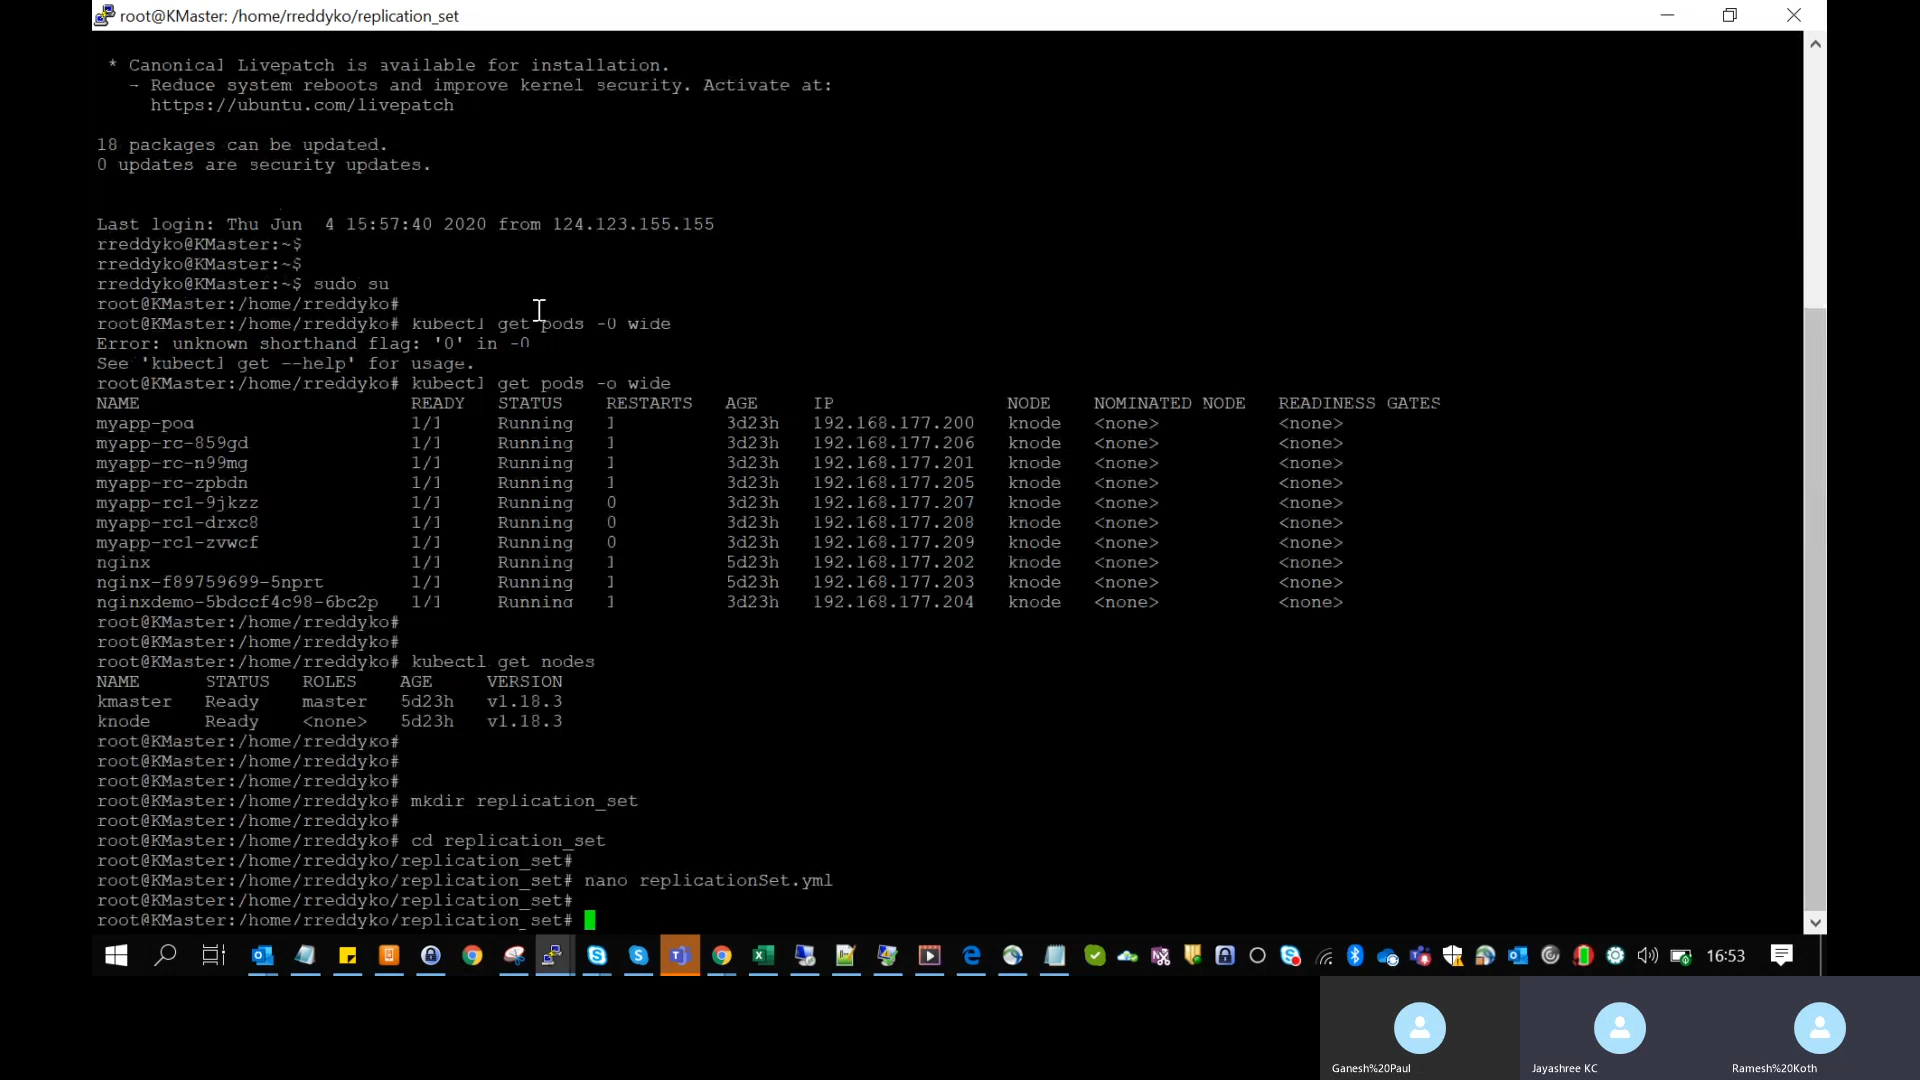 root@KMaster: /home/rreddyko/replication_set
* Canonical Livepatch is available for installation.
- Reduce system reboots and improve kernel security. Activate at:
https://ubuntu.com/livepatch
18 packages can be updated.
0 updates are security updates.
Last login: Thu Jun 4 15:57:40 2020 from 124.123.155.155
rreddyko@KMaster:~$
rreddyko@KMaster:~$
rreddyko@KMaster:~$ sudo su
root@KMaster:/home/rreddyko#
root@KMaster:/home/rreddyko# kubectl get pods -0 wide
Error: unknown shorthand flag: '0' in -0
See 'kubectl get --help' for usage.
root@KMaster:/home/rreddyko# kubectl get pods -o wide
NAME READY STATUS RESTARTS AGE IP NODE NOMINATED NODE READINESS GATES
myapp-pod 1/1 Running 1 3d23h 192.168.177.200 knode <none> <none>
myapp-rc-859gd 1/1 Running 1 3d23h 192.168.177.206 knode <none> <none>
myapp-rc-n99mg 1/1 Running 1 3d23h 192.168.177.201 knode <none> <none>
myapp-rc-zpbdn 1/1 Running 1 3d23h 192.168.177.205 knode <none> <none>
myapp-rc1-9jkzz 1/1 Running 0 3d23h 192.168.177.207 knode <none> <none>
myapp-rc1-drxc8 1/1 Running 0 3d23h 192.168.177.208 knode <none> <none>
myapp-rc1-zvwcf 1/1 Running 0 3d23h 192.168.177.209 knode <none> <none>
nginx 1/1 Running 1 5d23h 192.168.177.202 knode <none> <none>
nginx-f89759699-5nprt 1/1 Running 1 5d23h 192.168.177.203 knode <none> <none>
nginxdemo-5bdccf4c98-6bc2p 1/1 Running 1 3d23h 192.168.177.204 knode <none> <none>
root@KMaster:/home/rreddyko#
root@KMaster:/home/rreddyko#
root@KMaster:/home/rreddyko# kubectl get nodes
NAME STATUS ROLES AGE VERSION
kmaster Ready master 5d23h v1.18.3
knode Ready <none> 5d23h v1.18.3
root@KMaster:/home/rreddyko#
root@KMaster:/home/rreddyko#
root@KMaster:/home/rreddyko#
root@KMaster:/home/rreddyko# mkdir replication_set
root@KMaster:/home/rreddyko#
root@KMaster:/home/rreddyko# cd replication_set
root@KMaster:/home/rreddyko/replication_set#
root@KMaster:/home/rreddyko/replication_set# nano replicationSet.yml
root@KMaster:/home/rreddyko/replication_set#
root@KMaster:/home/rreddyko/replication_set#
16:53
Ganesh%20Paul Jayashree KC Ramesh%20Koth